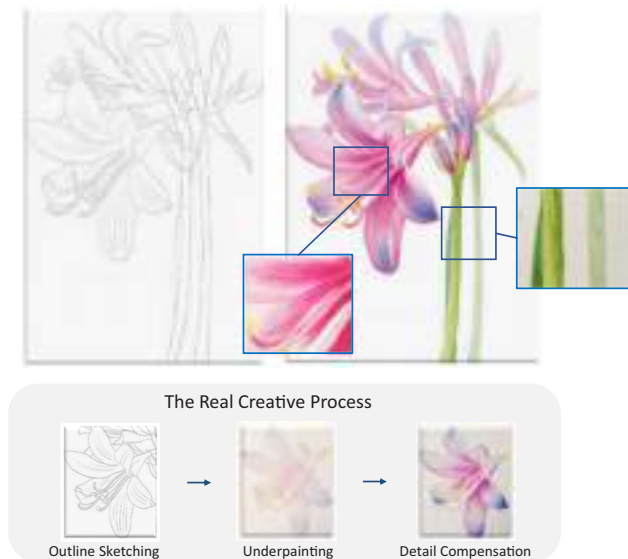 The Real Creative Process
Outline Sketching
Underpainting
Detail Compensation